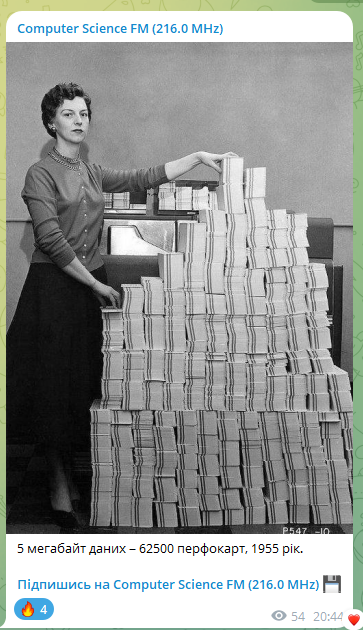 Computer Science FM (216.0 MHz)
P547 -10
5 мегабайт даних – 62500 перфокарт, 1955 рік.
Підпишись на Computer Science FM (216.0 MHz) 💾
🔥 4
54 20:44